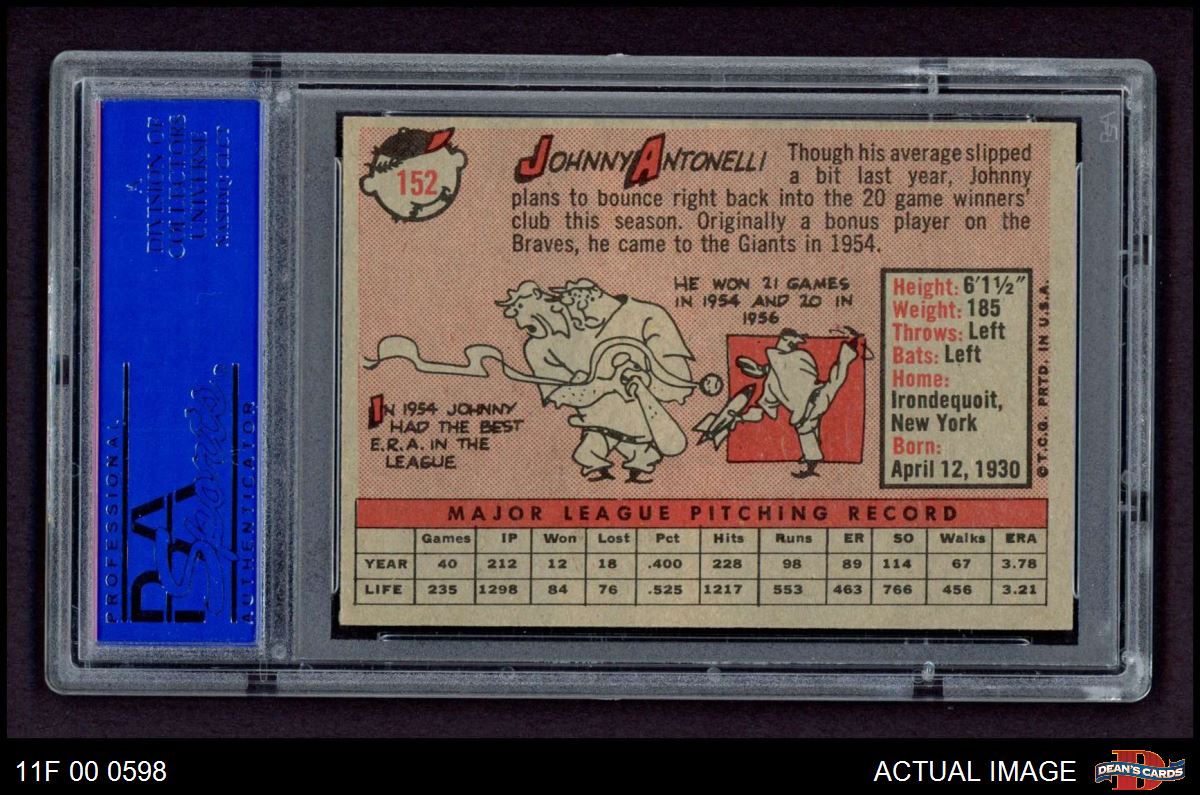 A
DIVISION OF
COLLECTORS
UNIVERSE
NASDAQ: CLCT
PROFESSIONAL
PSA
AUTHENTICATOR
152
JOHNNY ANTONELLI
Though his average slipped
a bit last year, Johnny
plans to bounce right back into the 20 game winners'
club this season. Originally a bonus player on the
Braves, he came to the Giants in 1954.
HE WON 21 GAMES
IN 1954 AND 20 IN
1956
IN 1954 JOHNNY
HAD THE BEST
E.R.A. IN THE
LEAGUE
Height: 6'1½"
Weight: 185
Throws: Left
Bats: Left
Home:
Irondequoit,
New York
Born:
April 12, 1930
©T.C.G. PRTD. IN U.S.A.
MAJOR LEAGUE PITCHING RECORD
Games IP Won Lost Pct Hits Runs ER SO Walks ERA
YEAR 40 212 12 18 .400 228 98 89 114 67 3.78
LIFE 235 1298 84 76 .525 1217 553 463 766 456 3.21
11F 00 0598
ACTUAL IMAGE
D
DEAN'S CARDS